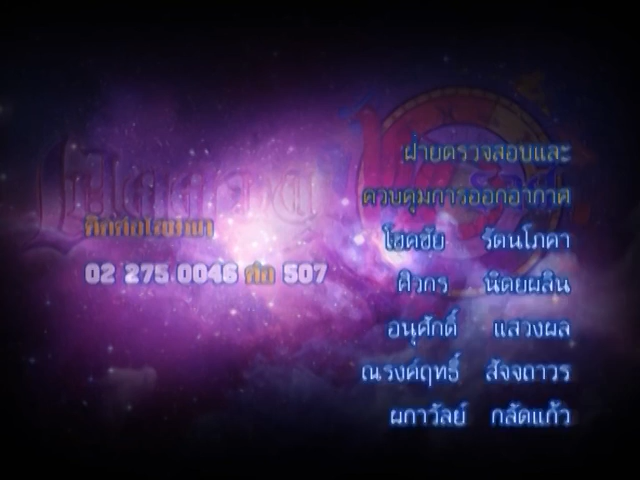 ติดต่อโฆษณา
02 275 0046 ต่อ 507
ฝ่ายตรวจสอบและ
ควบคุมการออกอากาศ
โชคชัย รัตนโภคา
ศิวกร นิตยผลิน
อนุศักดิ์ แสวงผล
ณรงค์ฤทธิ์ สัจจถาวร
ผกาวัลย์ กลัดแก้ว